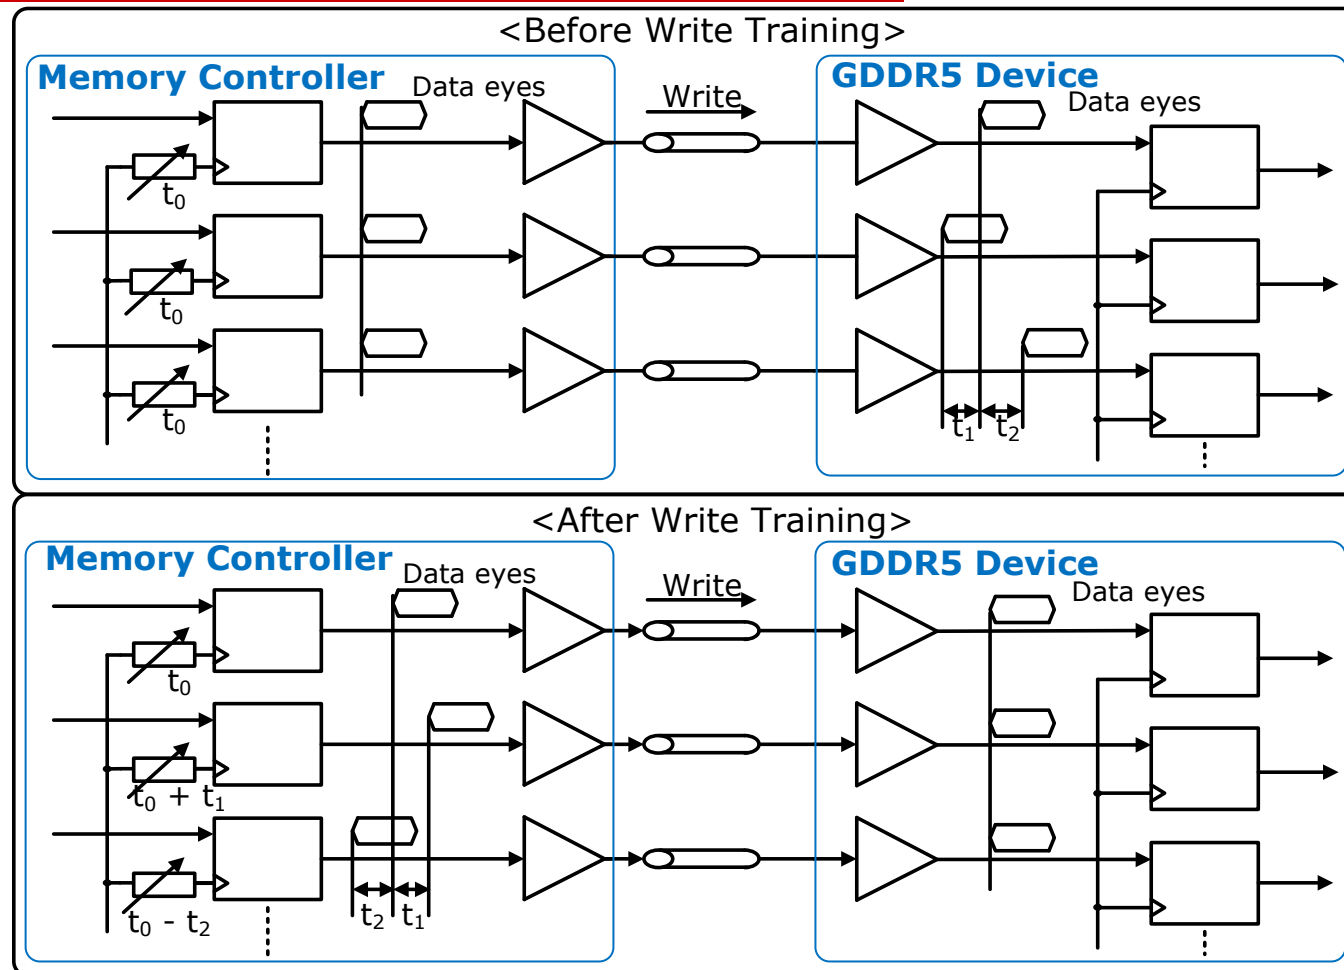 <Before Write Training>
Memory Controller
Data eyes
Write
GDDR5 Device
Data eyes
t₀
t₀
t₀
t₁ t₂
<After Write Training>
Memory Controller
Data eyes
Write
GDDR5 Device
Data eyes
t₀
t₀ + t₁
t₀ - t₂
t₂ t₁